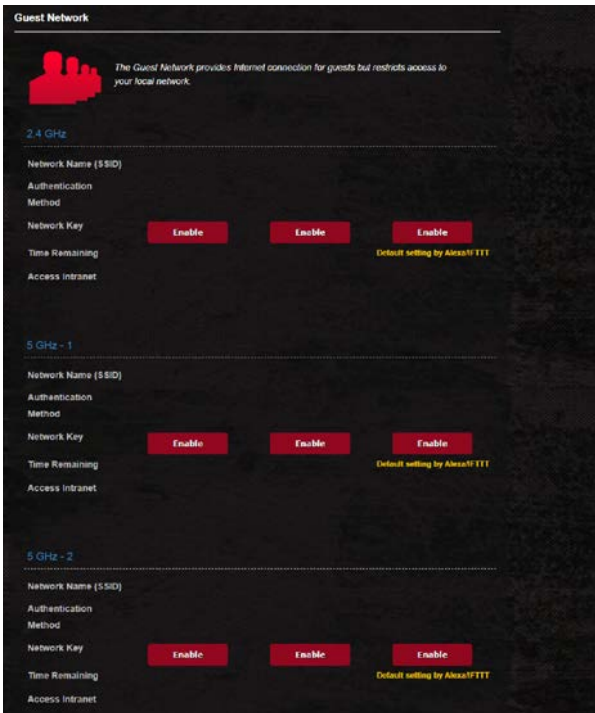 Guest Network
The Guest Network provides Internet connection for guests but restricts access to
your local network.
2.4 GHz
Network Name (SSID)
Authentication
Method
Network Key
Enable Enable Enable
Time Remaining
Default setting by Alexa/IFTTT
Access Intranet
5 GHz - 1
Network Name (SSID)
Authentication
Method
Network Key
Enable Enable Enable
Time Remaining
Default setting by Alexa/IFTTT
Access Intranet
5 GHz - 2
Network Name (SSID)
Authentication
Method
Network Key
Enable Enable Enable
Time Remaining
Default setting by Alexa/IFTTT
Access Intranet